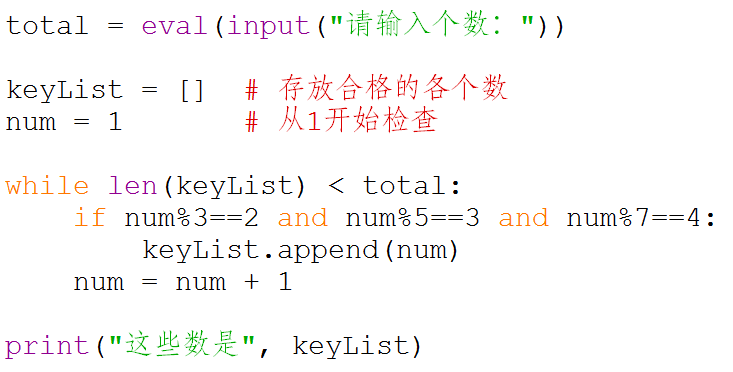 total = eval(input("请输入个数："))
keyList = []  # 存放合格的各个数
num = 1       # 从1开始检查
while len(keyList) < total:
    if num%3==2 and num%5==3 and num%7==4:
        keyList.append(num)
    num = num + 1
print("这些数是", keyList)